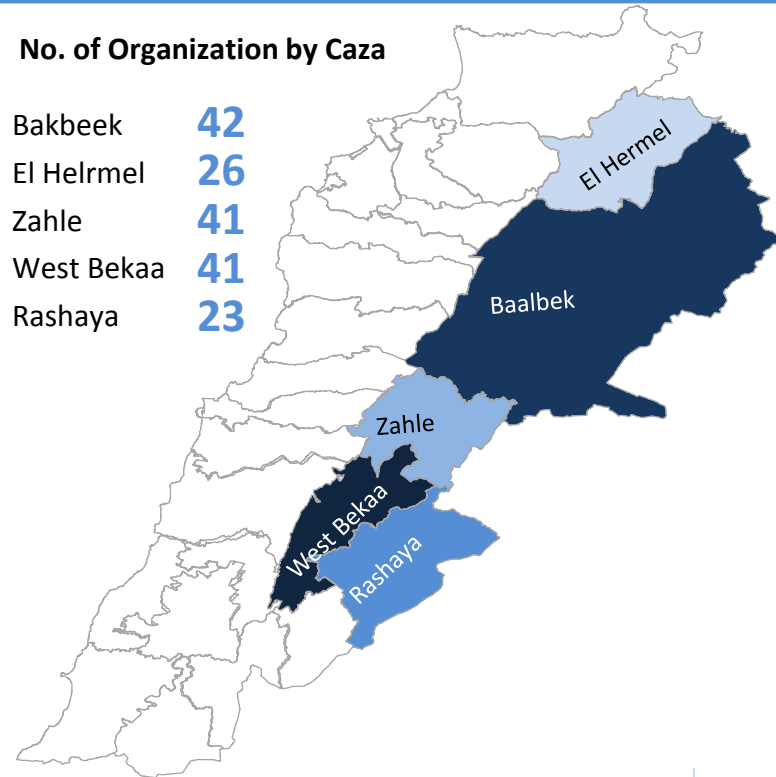 No. of Organization by Caza
Bakbeek 42
El Helrmel 26
Zahle 41
West Bekaa 41
Rashaya 23
El Hermel
Baalbek
Zahle
West Bekaa
Rashaya